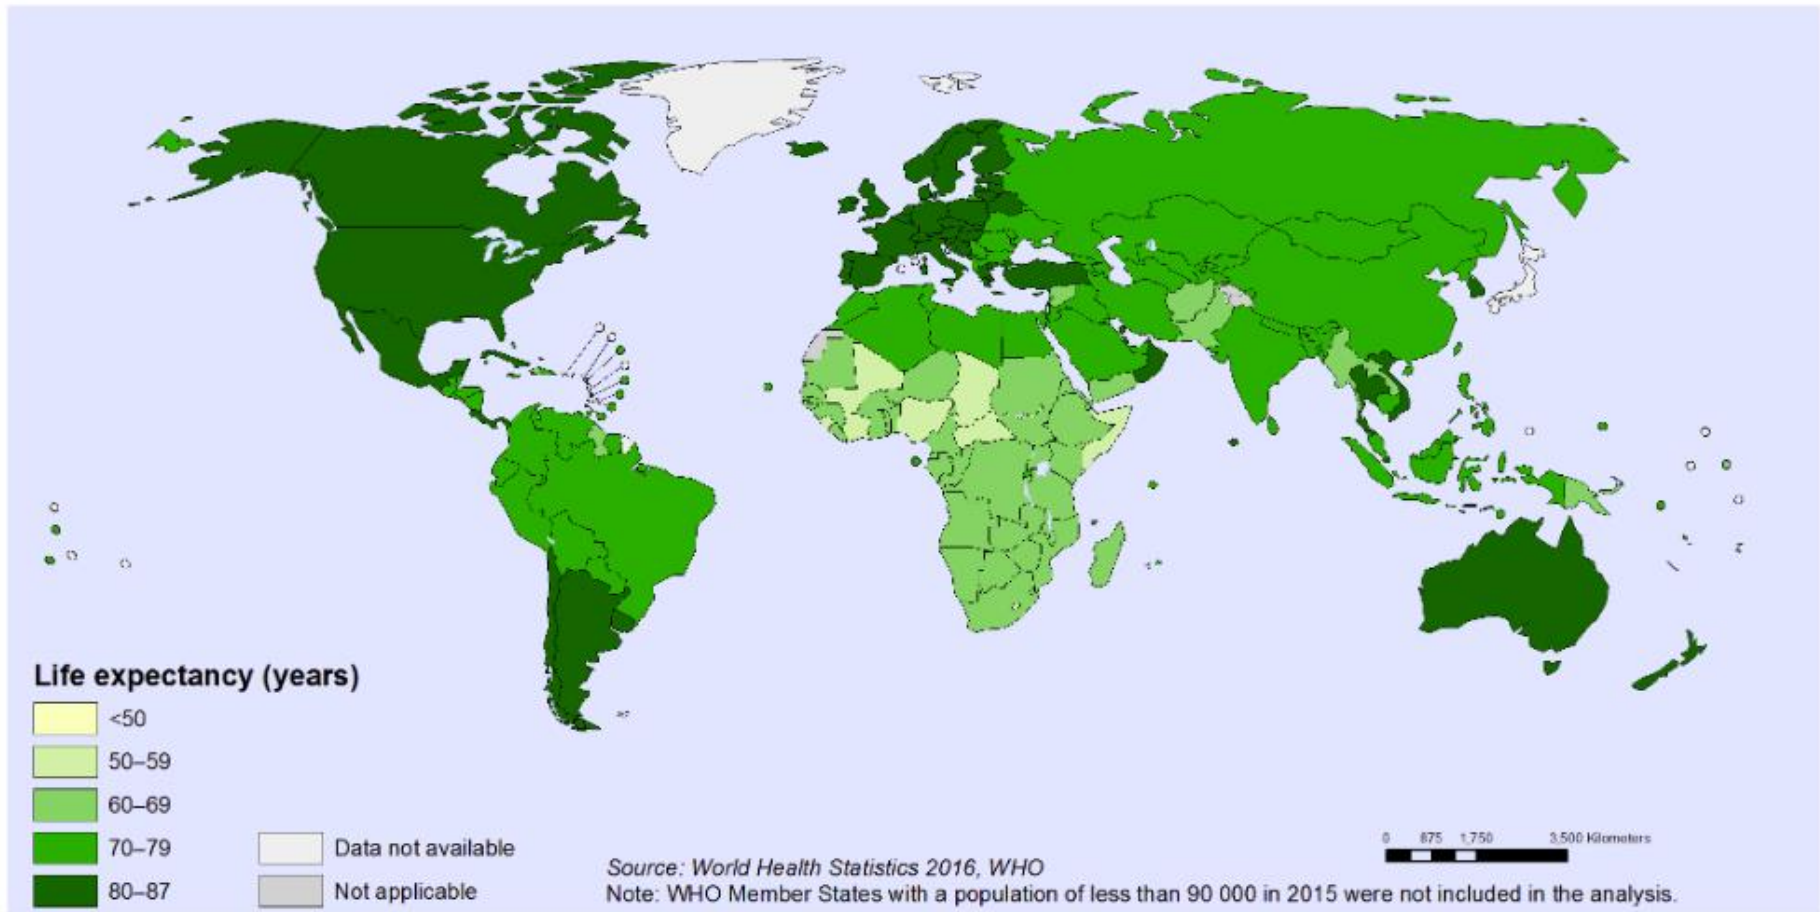 Life expectancy (years)
<50
50–59
60–69
70–79
80–87
Data not available
Not applicable
0 875 1,750 3,500 Kilometers
Source: World Health Statistics 2016, WHO
Note: WHO Member States with a population of less than 90 000 in 2015 were not included in the analysis.